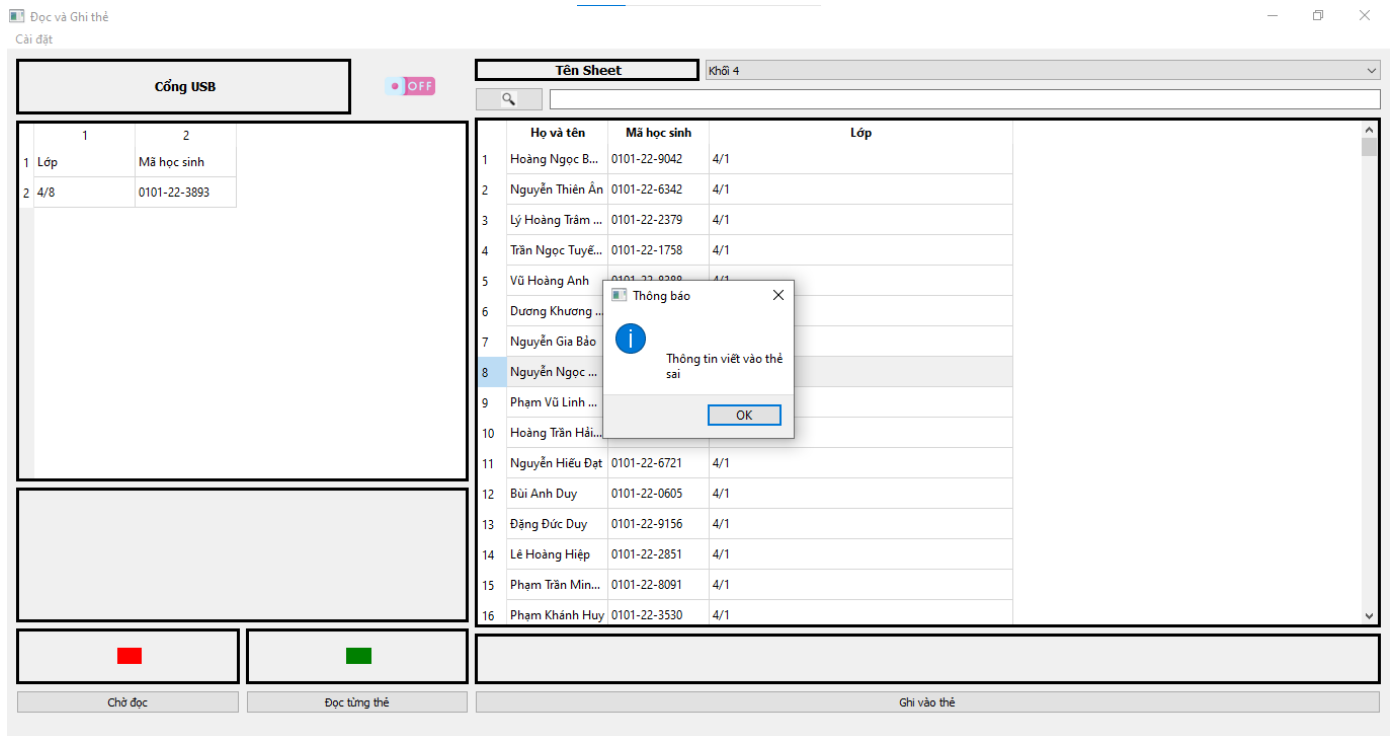 Đọc và Ghi thẻ
Cài đặt
Cổng USB
OFF
Tên Sheet
Khối 4
1 2
1 Lớp Mã học sinh
2 4/8 0101-22-3893
Họ và tên Mã học sinh Lớp
1 Hoàng Ngọc B... 0101-22-9042 4/1
2 Nguyễn Thiên Ân 0101-22-6342 4/1
3 Lý Hoàng Trâm ... 0101-22-2379 4/1
4 Trần Ngọc Tuyế... 0101-22-1758 4/1
5 Vũ Hoàng Anh
6 Dương Khương ...
7 Nguyễn Gia Bảo
8 Nguyễn Ngọc ...
9 Phạm Vũ Linh ...
10 Hoàng Trần Hải...
11 Nguyễn Hiếu Đạt 0101-22-6721 4/1
12 Bùi Anh Duy 0101-22-0605 4/1
13 Đặng Đức Duy 0101-22-9156 4/1
14 Lê Hoàng Hiệp 0101-22-2851 4/1
15 Phạm Trần Min... 0101-22-8091 4/1
16 Phạm Khánh Huy 0101-22-3530 4/1
Thông báo
Thông tin viết vào thẻ
sai
OK
Chờ đọc
Đọc từng thẻ
Ghi vào thẻ